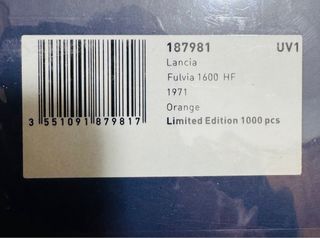 187981 UV1
Lancia
Fulvia 1600 HF
1971
Orange
Limited Edition 1000 pcs
3 551091 879817